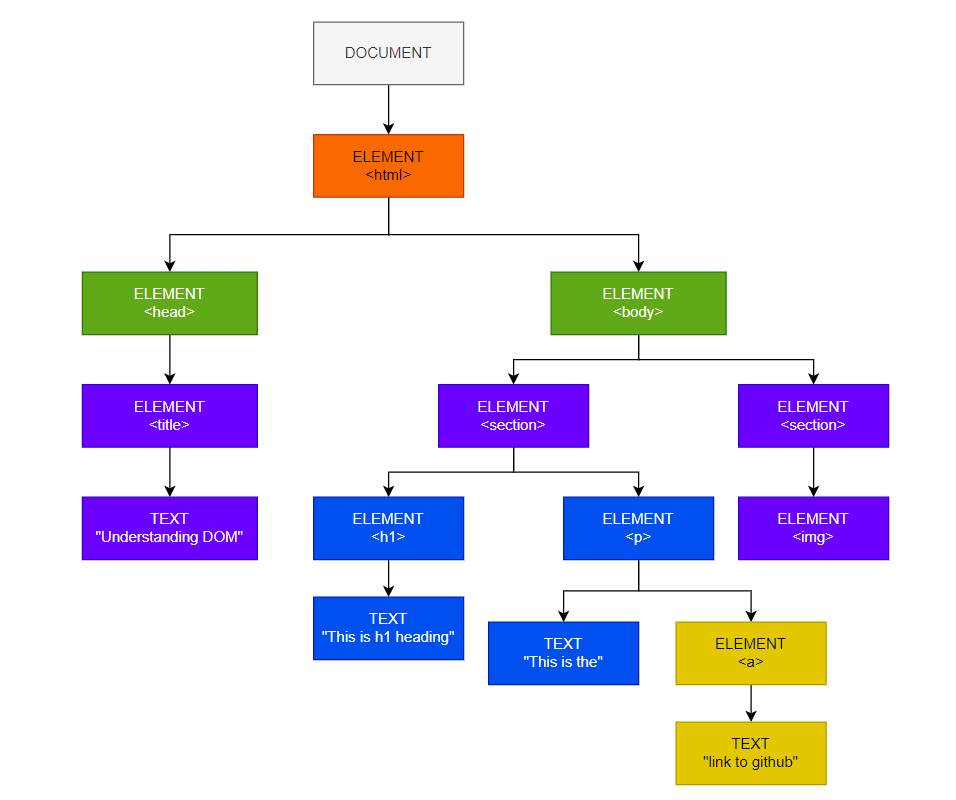 DOCUMENT
ELEMENT
<html>
ELEMENT
<head>
ELEMENT
<body>
ELEMENT
<title>
ELEMENT
<section>
ELEMENT
<section>
TEXT
"Understanding DOM"
ELEMENT
<h1>
ELEMENT
<p>
ELEMENT
<img>
TEXT
"This is h1 heading"
TEXT
"This is the"
ELEMENT
<a>
TEXT
"link to github"